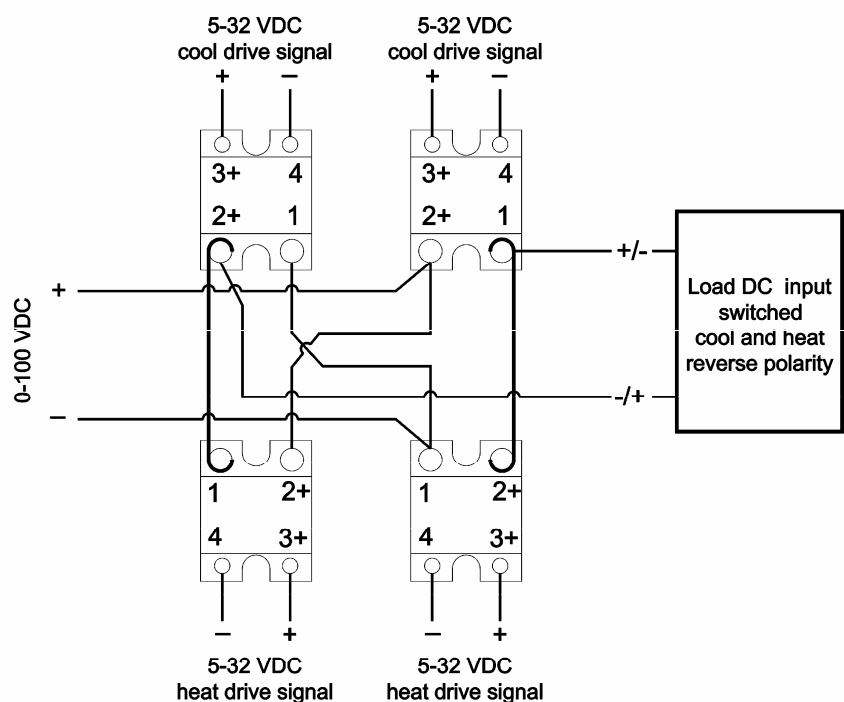 5-32 VDC
cool drive signal
+ −
5-32 VDC
cool drive signal
+ −
3+ 4
2+ 1
3+ 4
2+ 1
+
0-100 VDC
−
+/-
-/+
Load DC input
switched
cool and heat
reverse polarity
1 2+
4 3+
1 2+
4 3+
− +
5-32 VDC
heat drive signal
− +
5-32 VDC
heat drive signal